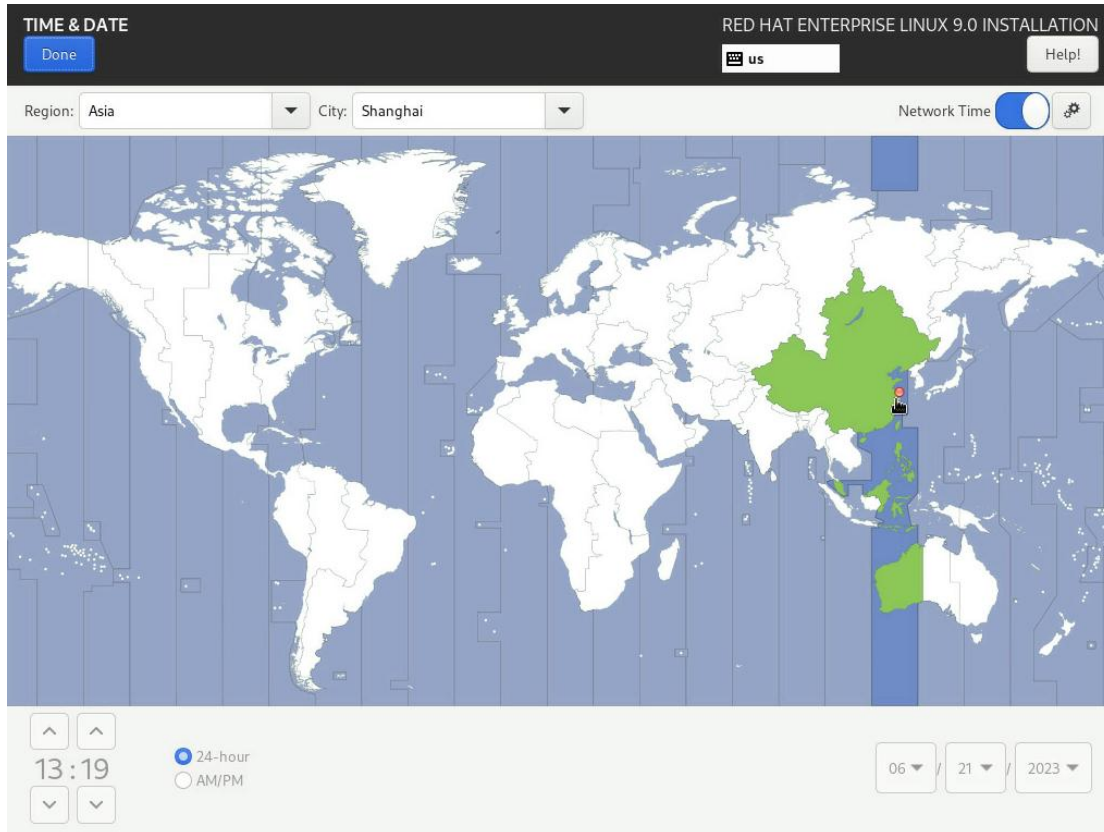 TIME & DATE
RED HAT ENTERPRISE LINUX 9.0 INSTALLATION
Done
us
Help!
Region: Asia City: Shanghai Network Time
24-hour
13:19
AM/PM
06 / 21 / 2023